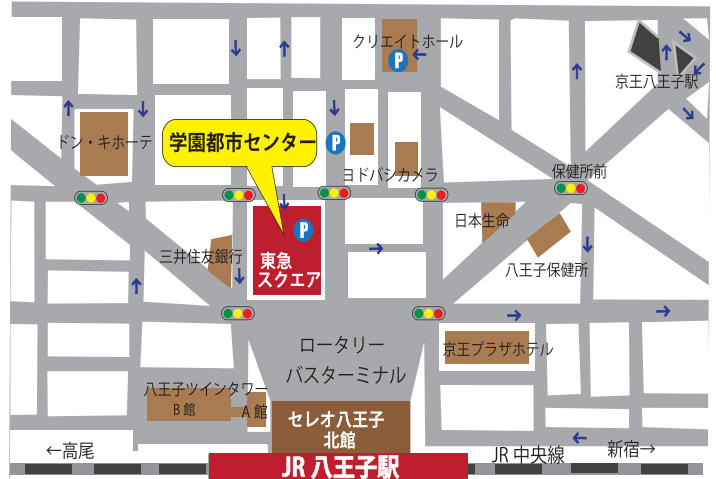 クリエイトホール
P
京王八王子駅
ドン・キホーテ
学園都市センター
P
ヨドバシカメラ
保健所前
日本生命
P
三井住友銀行
東急
スクエア
八王子保健所
ロータリー
バスターミナル
京王プラザホテル
八王子ツインタワー
B館
A館
セレオ八王子
北館
←高尾
JR中央線
新宿→
JR八王子駅